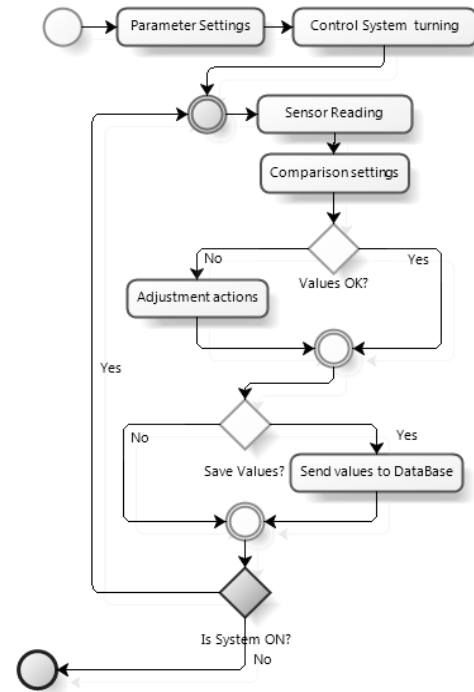 Parameter Settings
Control System turning
Sensor Reading
Comparison settings
No
Yes
Values OK?
Adjustment actions
Yes
No
Yes
Save Values?
Send values to DataBase
Is System ON?
No